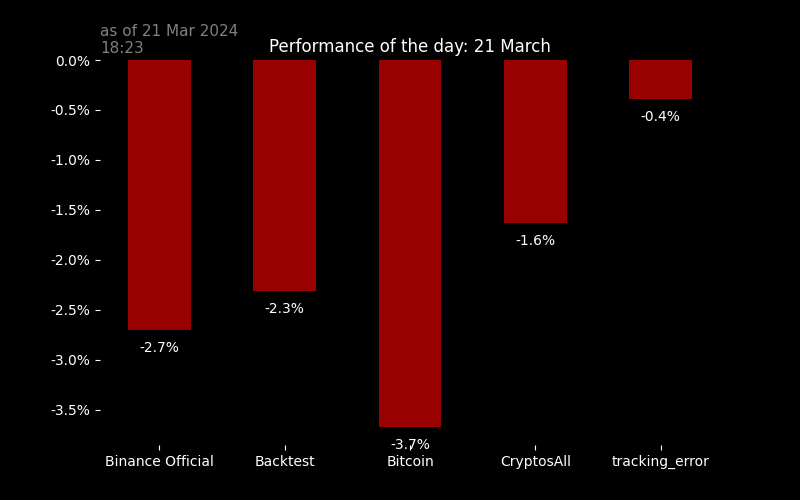 as of 21 Mar 2024
18:23
Performance of the day: 21 March
0.0%
-0.5%
-1.0%
-1.5%
-2.0%
-2.5%
-3.0%
-3.5%
-2.7%
-2.3%
-3.7%
-1.6%
-0.4%
Binance Official
Backtest
Bitcoin
CryptosAll
tracking_error